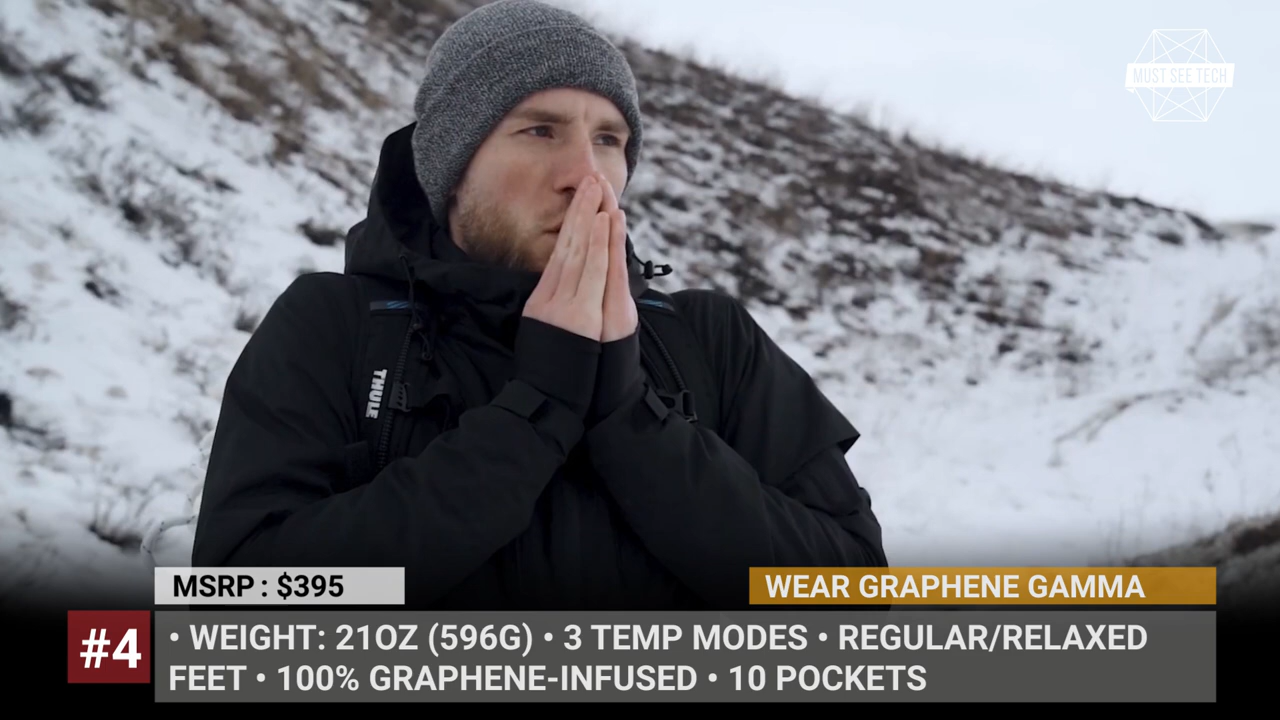 MUST SEE TECH
THULE
MSRP : $395
WEAR GRAPHENE GAMMA
#4
• WEIGHT: 21OZ (596G) • 3 TEMP MODES • REGULAR/RELAXED
FEET • 100% GRAPHENE-INFUSED • 10 POCKETS